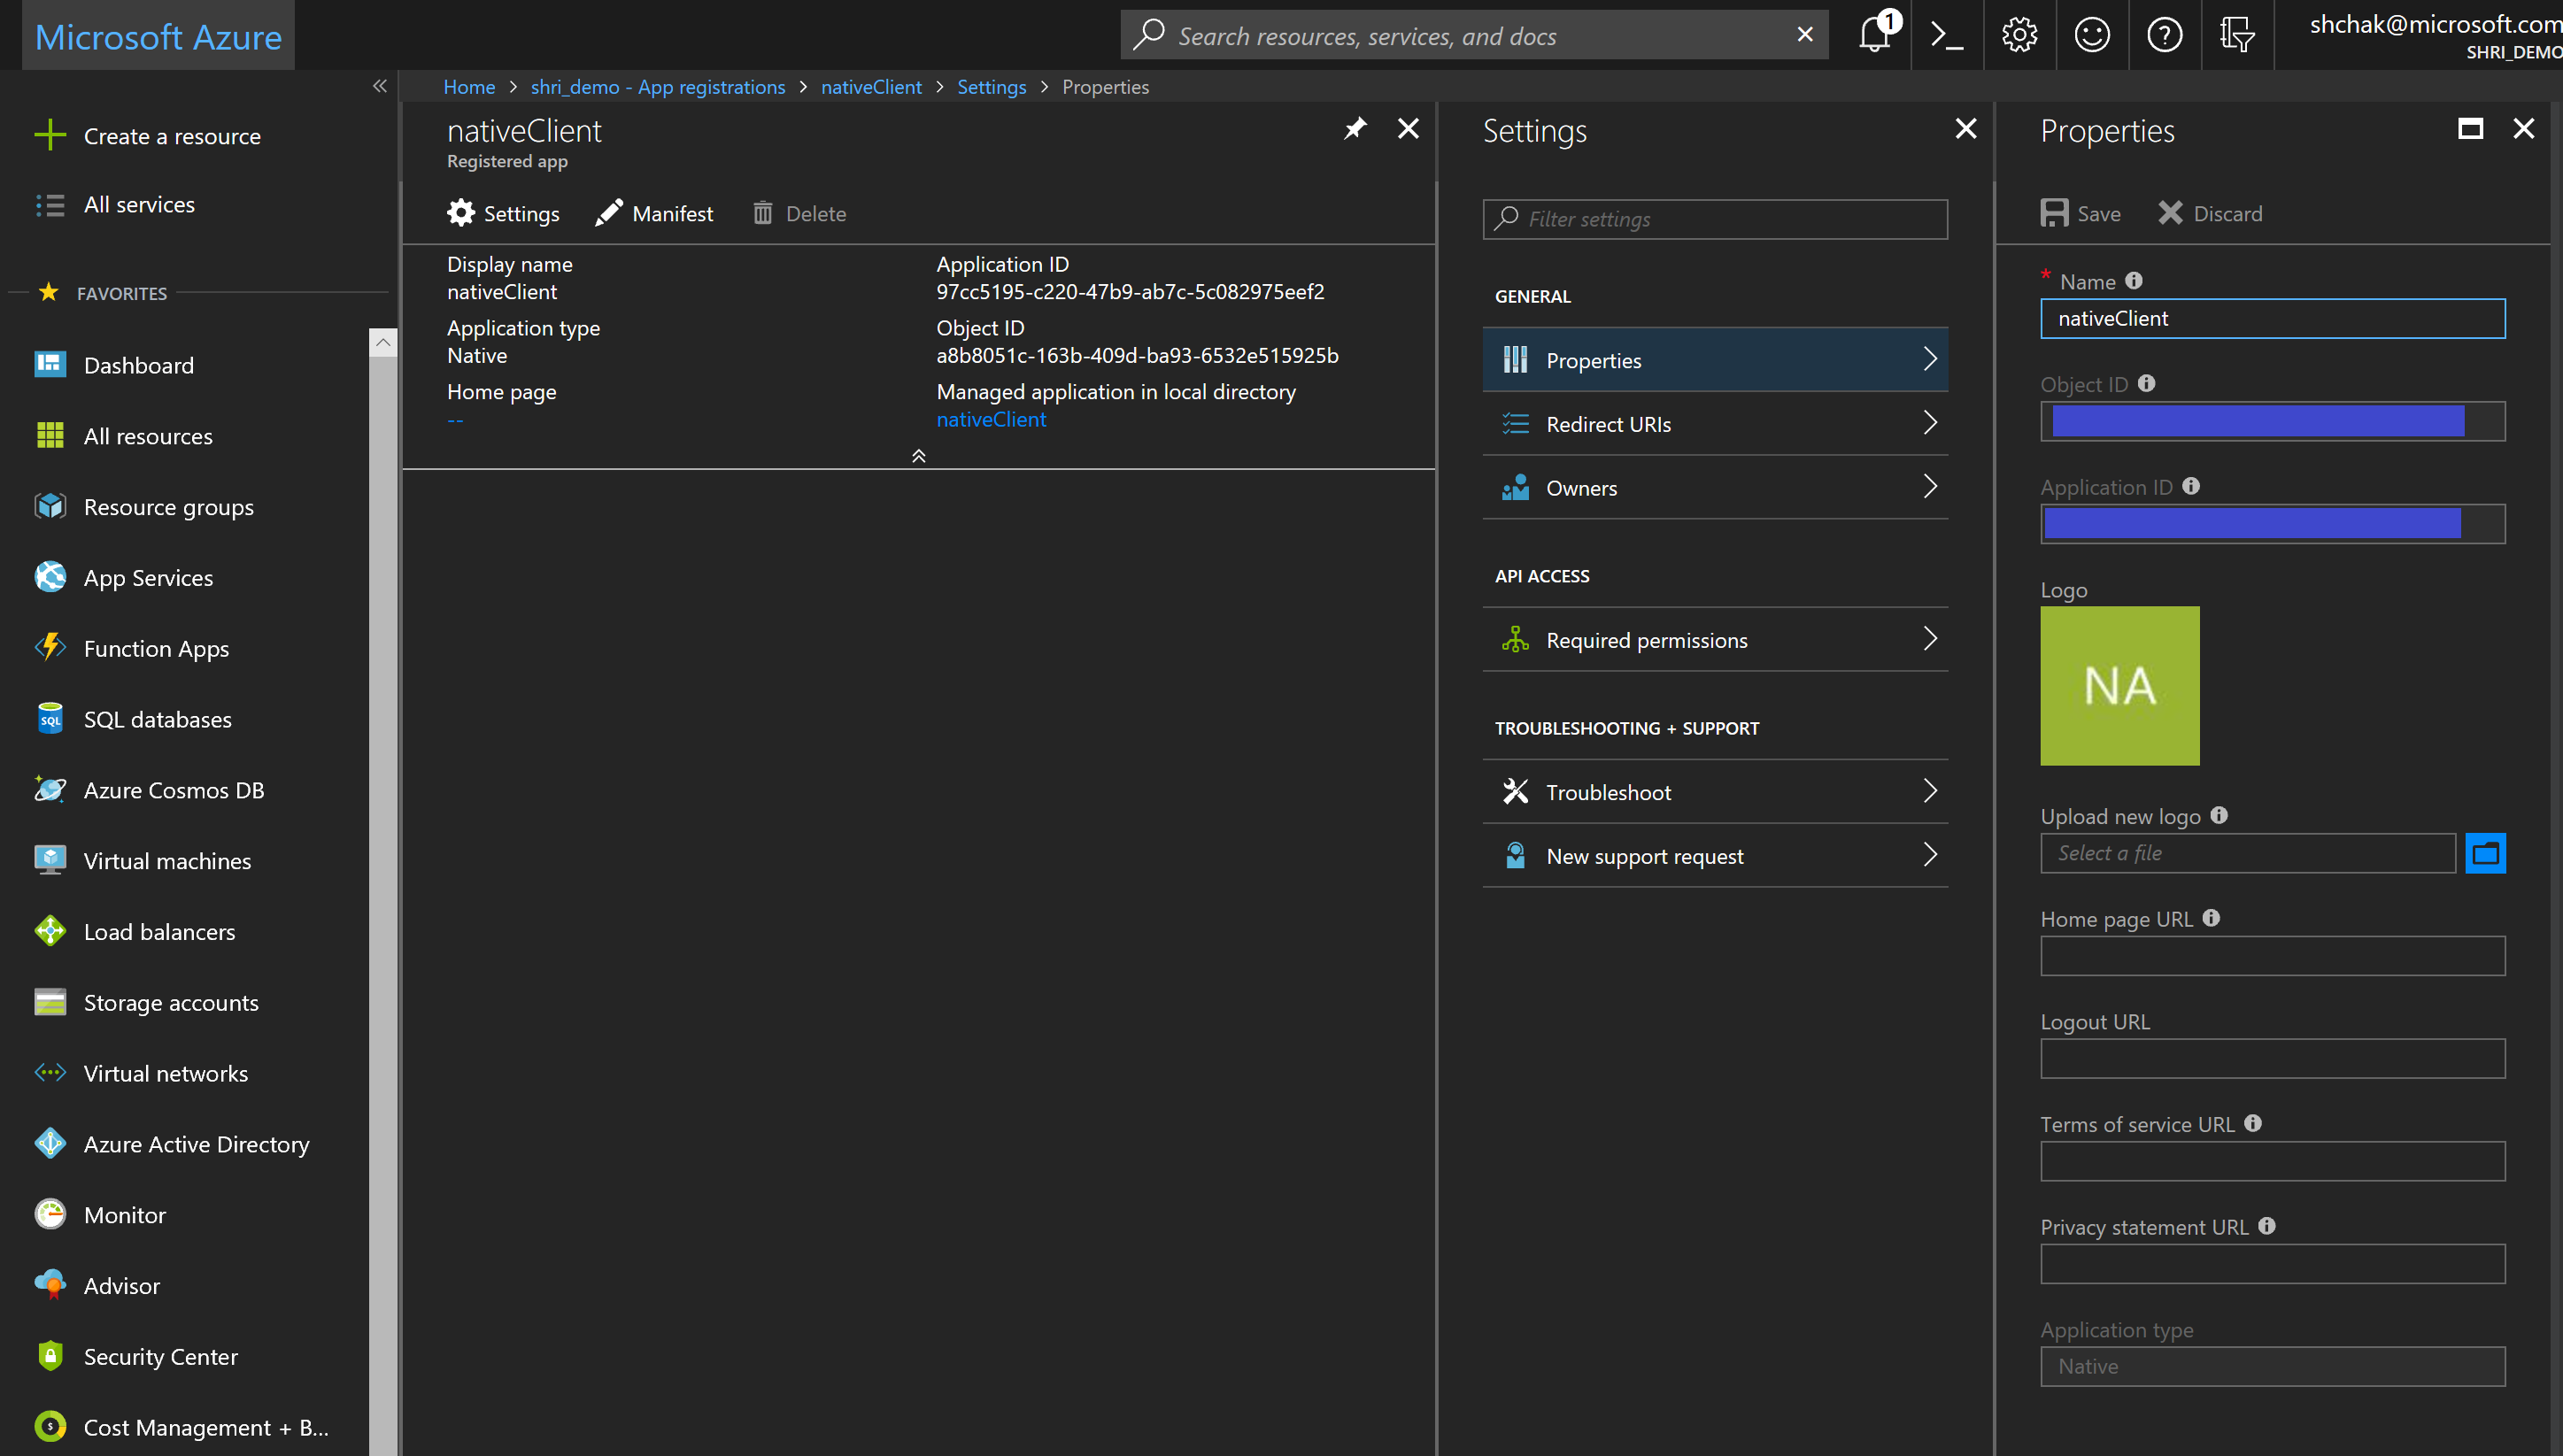 Microsoft Azure
Search resources, services, and docs
1
shchak@microsoft.com
SHRI_DEMO
Home > shri_demo - App registrations > nativeClient > Settings > Properties
Create a resource
All services
FAVORITES
Dashboard
All resources
Resource groups
App Services
Function Apps
SQL
SQL databases
Azure Cosmos DB
Virtual machines
Load balancers
Storage accounts
Virtual networks
Azure Active Directory
Monitor
Advisor
Security Center
Cost Management + B...
nativeClient
Registered app
Settings
Manifest
Delete
Display name
nativeClient
Application type
Native
Home page
--
Application ID
97cc5195-c220-47b9-ab7c-5c082975eef2
Object ID
a8b8051c-163b-409d-ba93-6532e515925b
Managed application in local directory
nativeClient
Settings
Filter settings
GENERAL
Properties
Redirect URIs
Owners
API ACCESS
Required permissions
TROUBLESHOOTING + SUPPORT
Troubleshoot
New support request
Properties
Save
Discard
* Name
nativeClient
Object ID
Application ID
Logo
NA
Upload new logo
Select a file
Home page URL
Logout URL
Terms of service URL
Privacy statement URL
Application type
Native